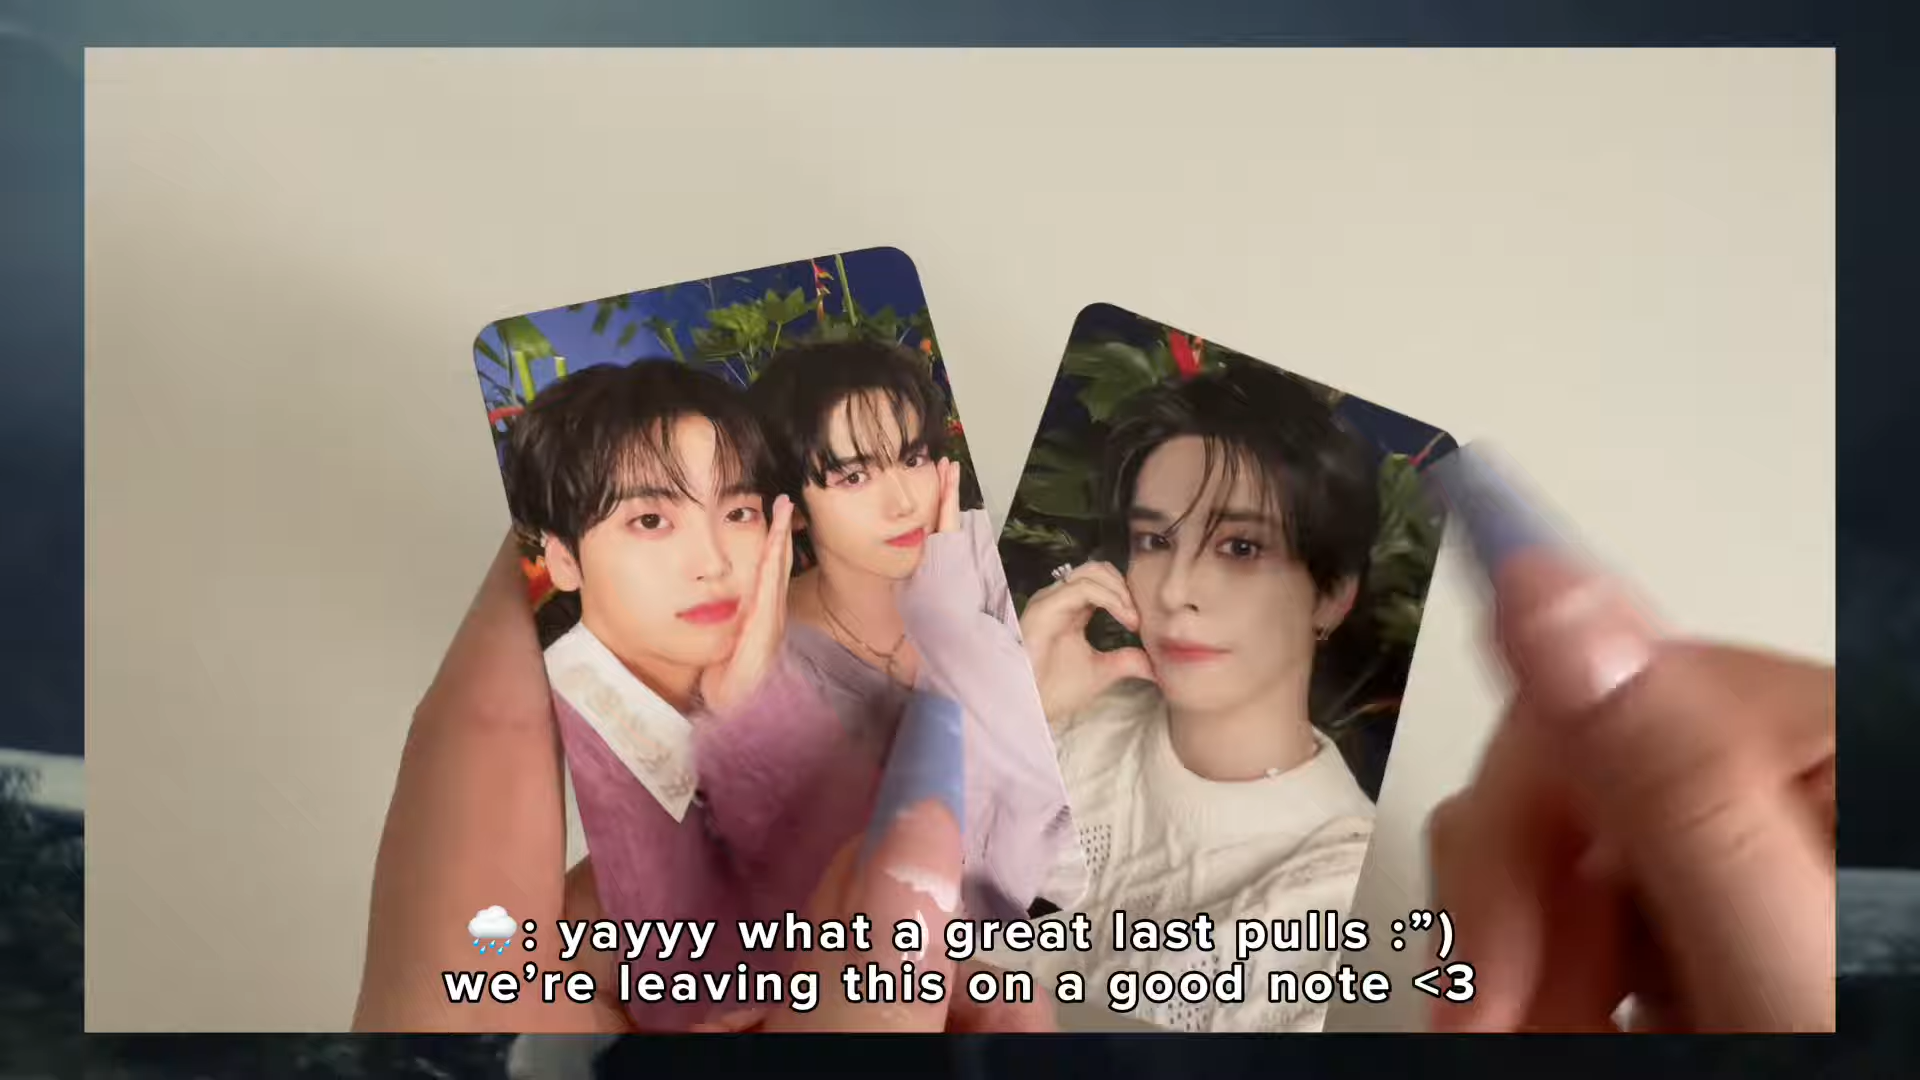 🌧️: yayyy what a great last pulls :”)
we’re leaving this on a good note <3